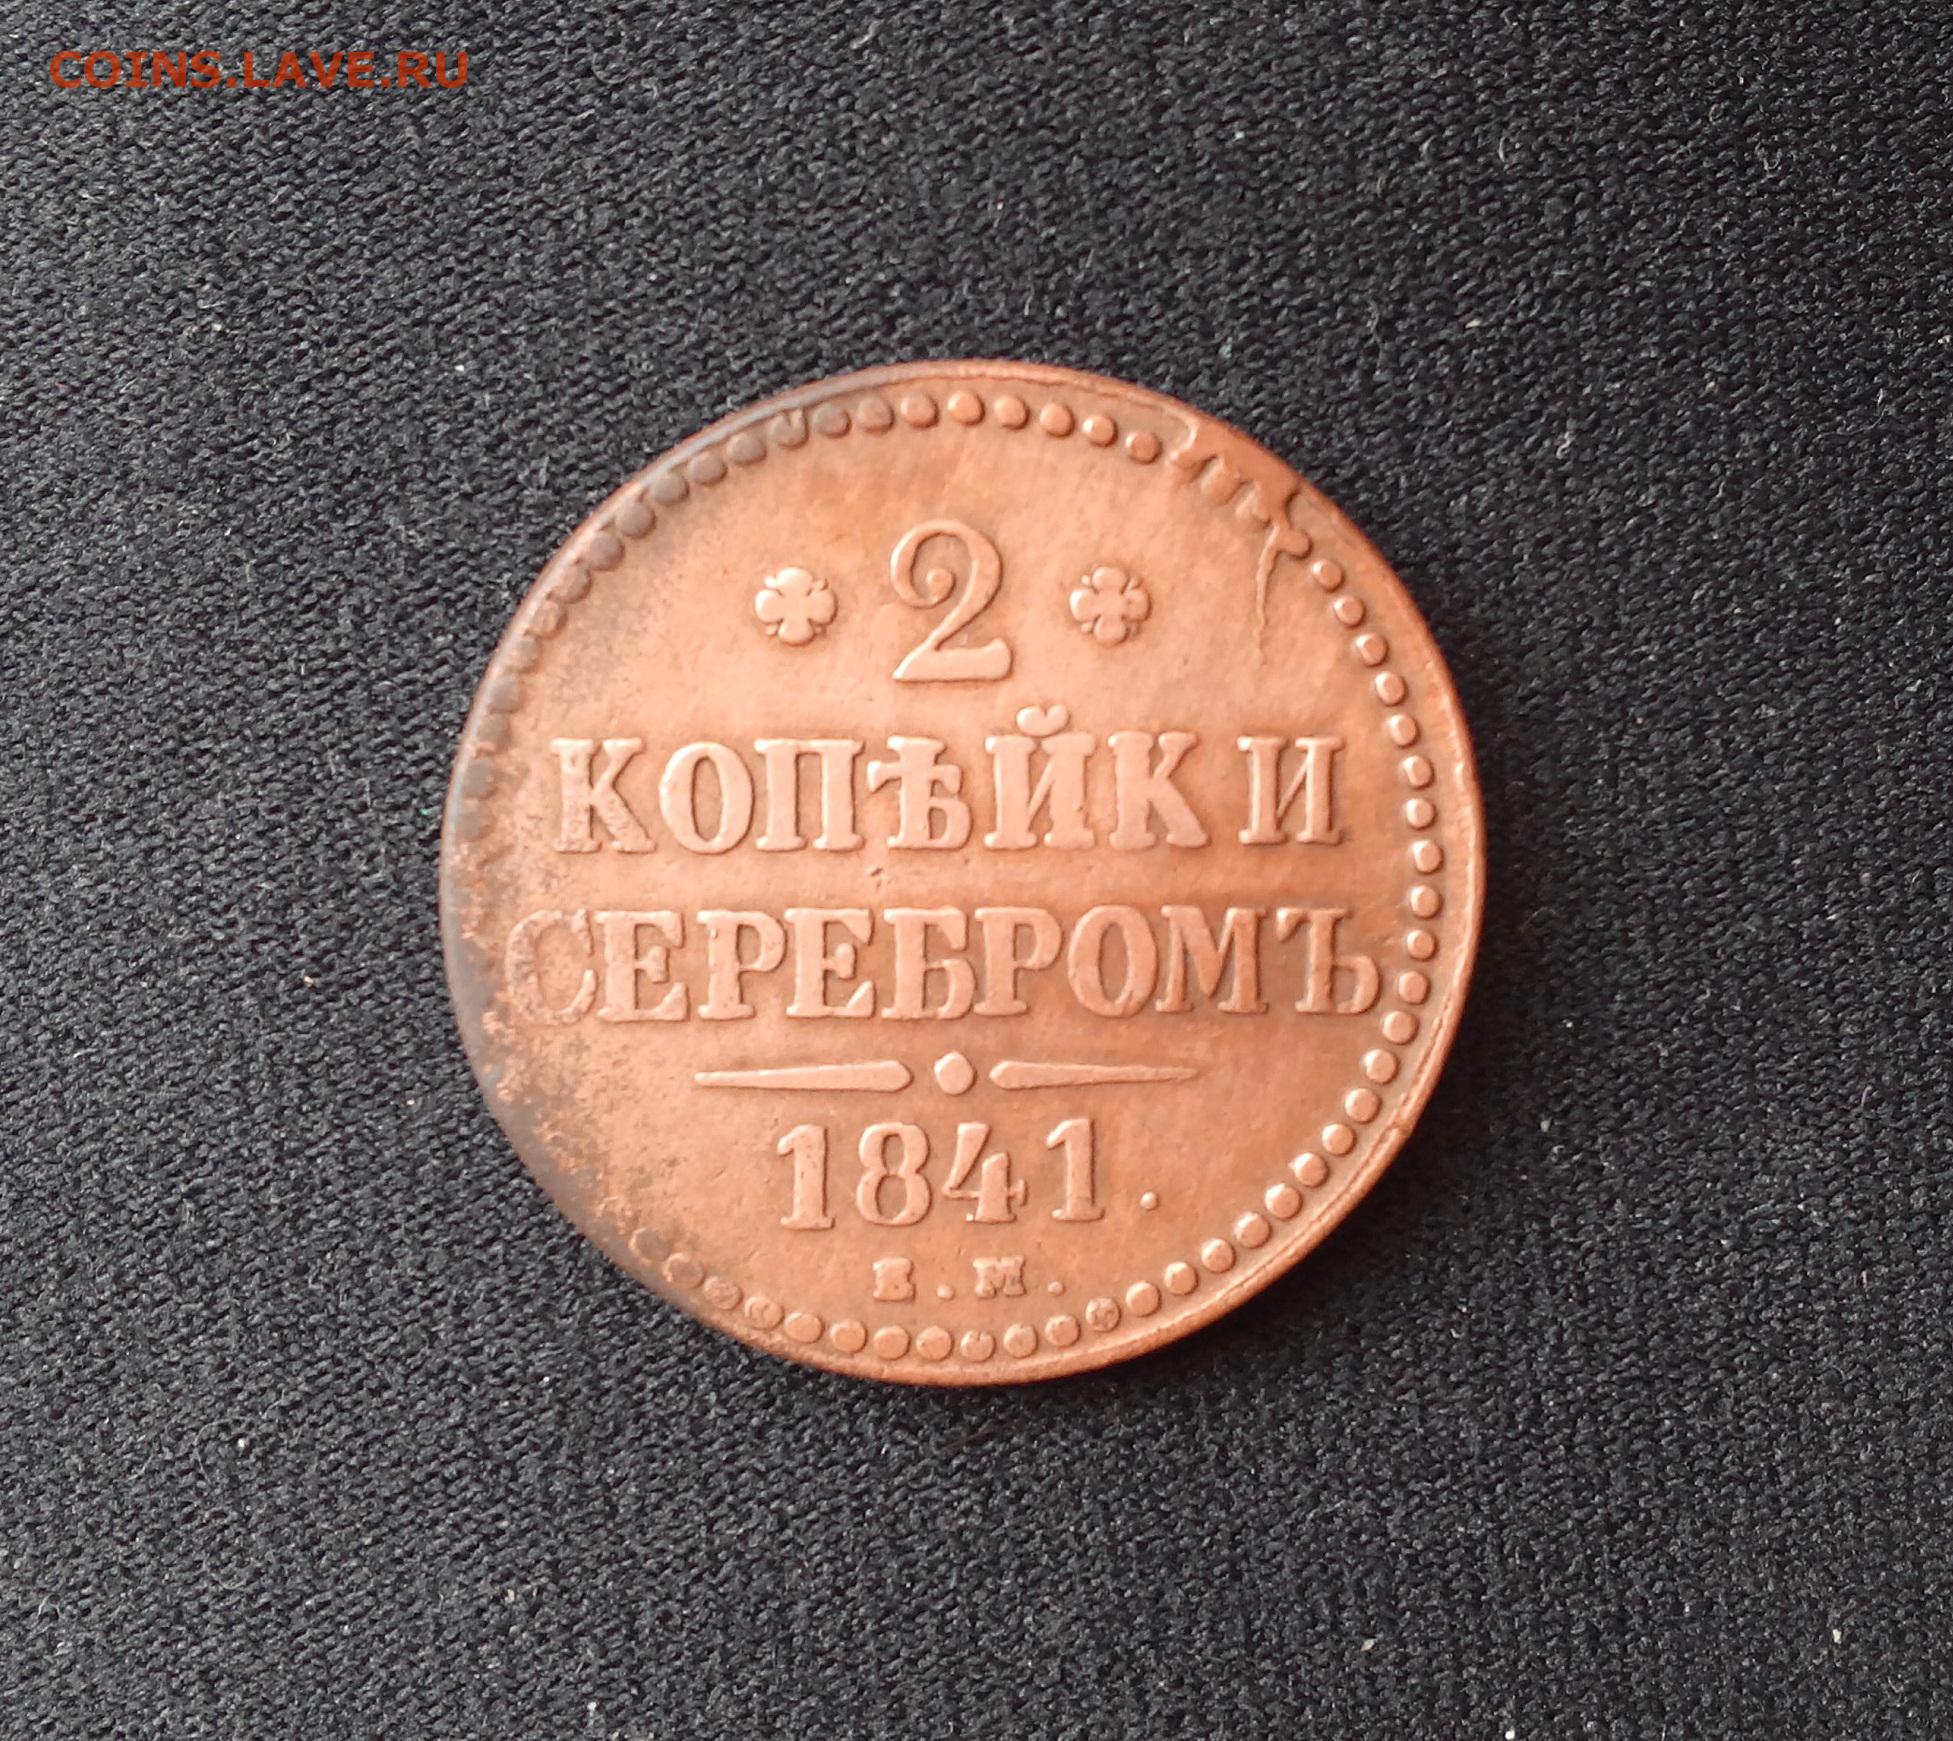 COINS.LAVE.RU
2
КОПѢЙКИ
СЕРЕБРОМЪ
1841.
Е.М.